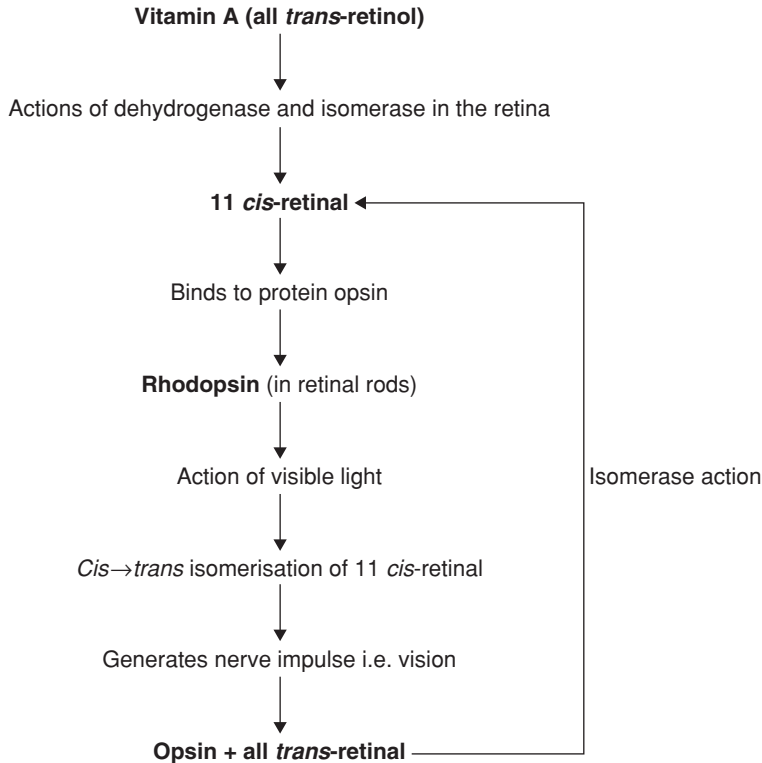 Vitamin A (all trans-retinol)
Actions of dehydrogenase and isomerase in the retina
11 cis-retinal
Binds to protein opsin
Rhodopsin (in retinal rods)
Action of visible light
Isomerase action
Cis→trans isomerisation of 11 cis-retinal
Generates nerve impulse i.e. vision
Opsin + all trans-retinal